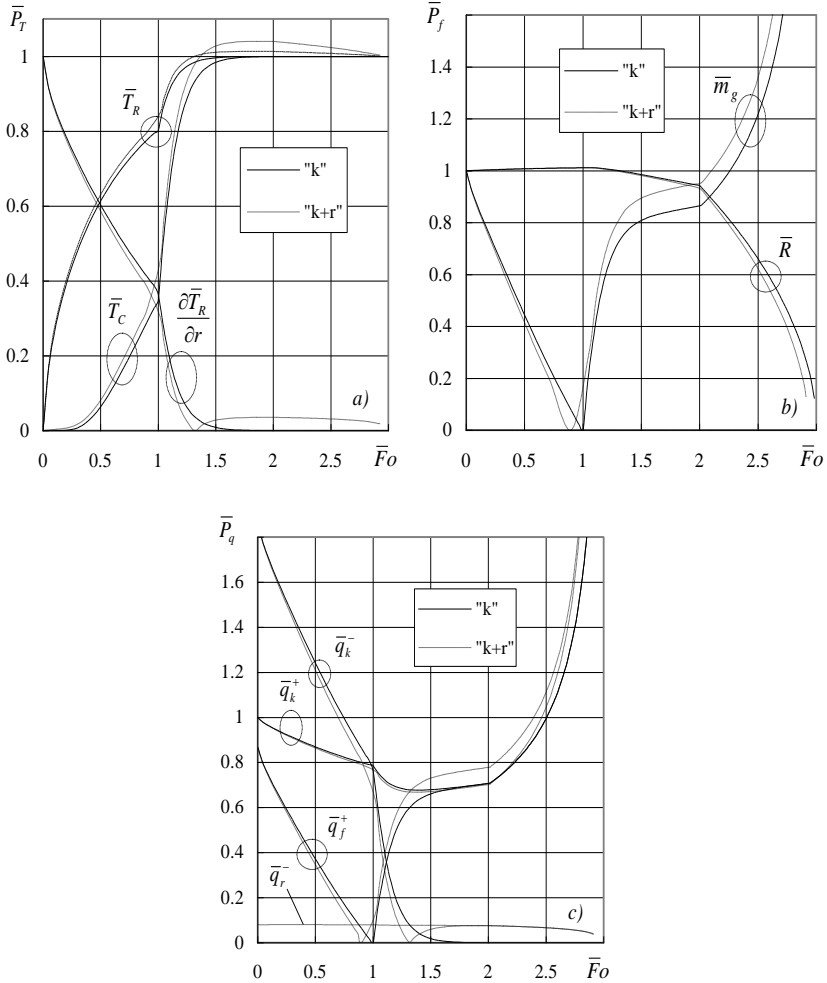 P̅_T
1
0.8
0.6
0.4
0.2
0
T̅_R
"k"
"k+r"
T̅_C
∂T̅_R
∂r
a)
0 0.5 1 1.5 2 2.5 F̅o
P̅_f
1.4
1.2
1
0.8
0.6
0.4
0.2
0
"k"
"k+r"
m̅_g
R̅
b)
0 0.5 1 1.5 2 2.5 F̅o
P̅_q
1.6
1.4
1.2
1
0.8
0.6
0.4
0.2
0
"k"
"k+r"
q̅_k^-
q̅_k^+
q̅_f^+
q̅_r^-
c)
0 0.5 1 1.5 2 2.5 F̅o